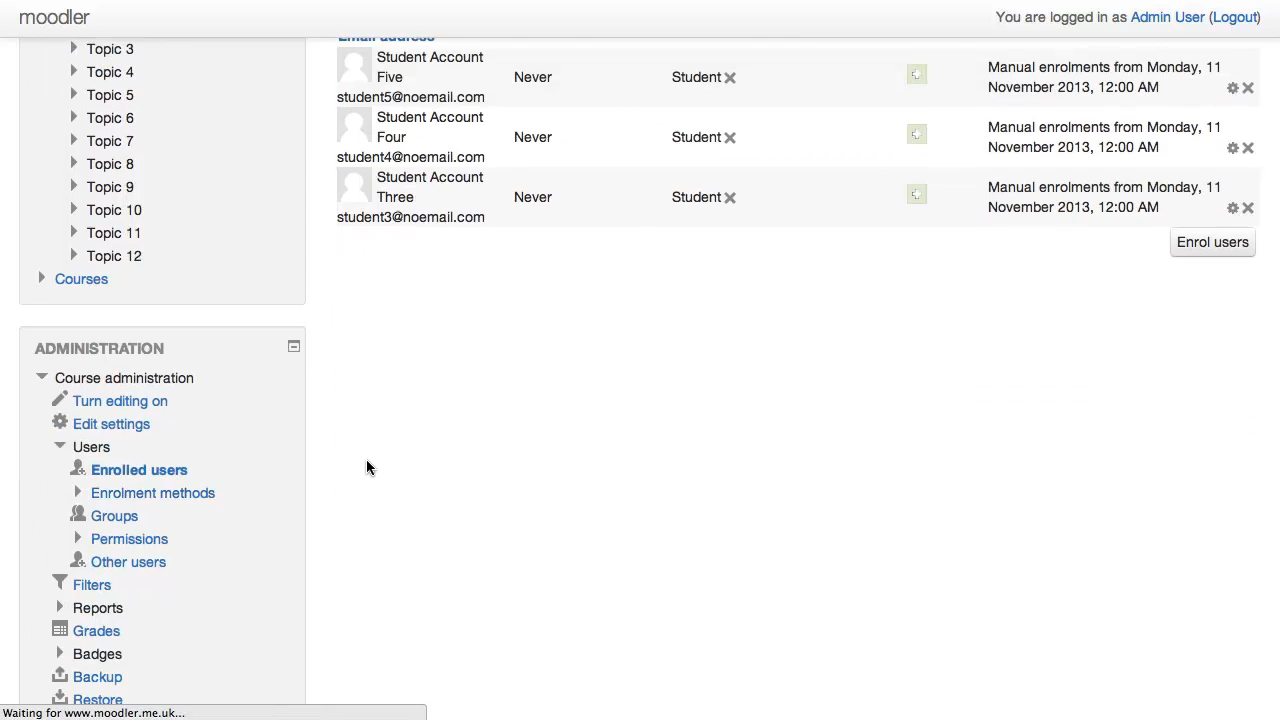 moodler
You are logged in as Admin User (Logout)
Topic 3
Topic 4
Topic 5
Topic 6
Topic 7
Topic 8
Topic 9
Topic 10
Topic 11
Topic 12
Courses
ADMINISTRATION
Course administration
Turn editing on
Edit settings
Users
Enrolled users
Enrolment methods
Groups
Permissions
Other users
Filters
Reports
Grades
Badges
Backup
Restore
Email address
Student Account
Five
student5@noemail.com
Never
Student
Manual enrolments from Monday, 11
November 2013, 12:00 AM
Student Account
Four
student4@noemail.com
Never
Student
Manual enrolments from Monday, 11
November 2013, 12:00 AM
Student Account
Three
student3@noemail.com
Never
Student
Manual enrolments from Monday, 11
November 2013, 12:00 AM
Enrol users
Waiting for www.moodler.me.uk...